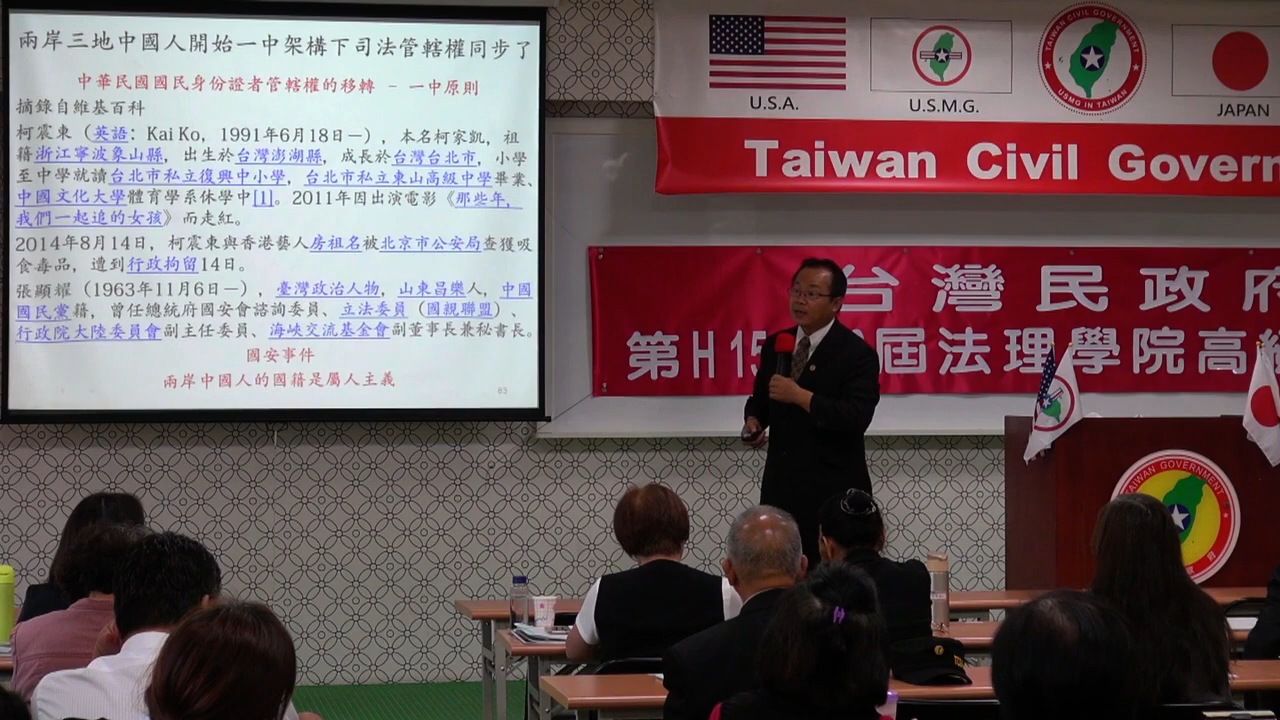 兩岸三地中國人開始一中架構下司法管轄權同步了
中華民國國民身份證者管轄權的移轉 – 一中原則
摘錄自維基百科
柯震東（英語：Kai Ko，1991年6月18日－），本名柯家凱，祖
籍浙江寧波象山縣，出生於台灣澎湖縣，成長於台灣台北市，小學
至中學就讀台北市私立復興中小學，台北市私立東山高級中學畢業、
中國文化大學體育學系休學中[1]。2011年因出演電影《那些年，
我們一起追的女孩》而走紅。
2014年8月14日，柯震東與香港藝人房祖名被北京市公安局查獲吸
食毒品，遭到行政拘留14日。
張顯耀（1963年11月6日－），臺灣政治人物，山東昌樂人，中國
國民黨籍，曾任總統府國安會諮詢委員、立法委員（國親聯盟）、
行政院大陸委員會副主任委員、海峽交流基金會副董事長兼秘書長。
國安事件
兩岸中國人的國籍是屬人主義
83
U.S.A.
U.S.M.G.
TAIWAN CIVIL GOVERNMENT
USMG IN TAIWAN
JAPAN
Taiwan Civil Govern
台灣民政府
第H15 屆法理學院高
TAIWAN GOVERNMENT